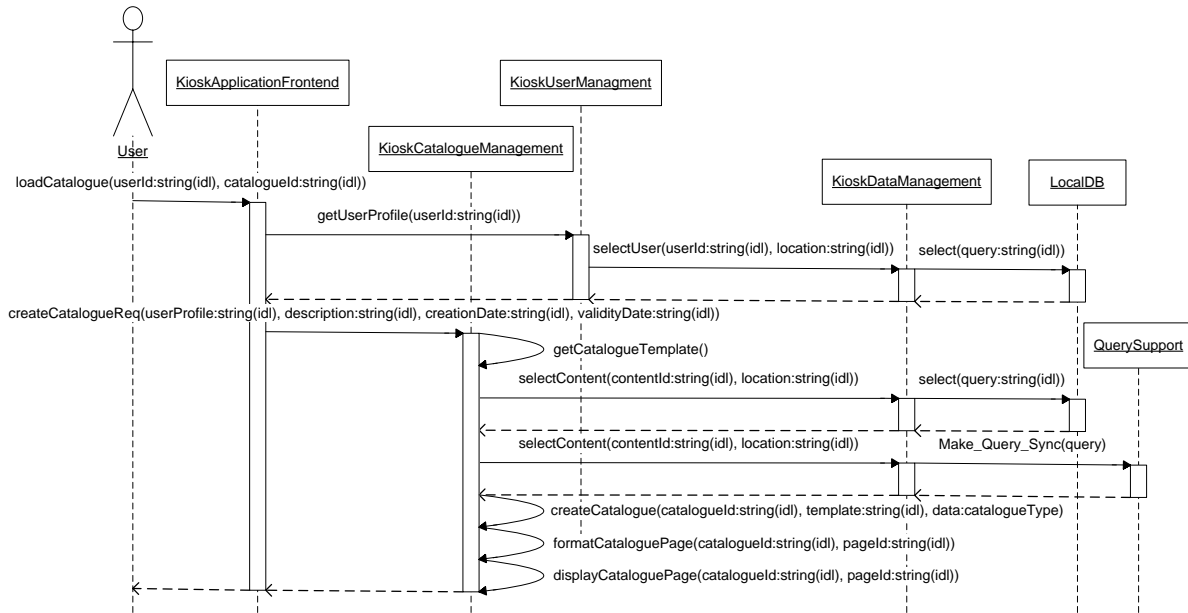 KioskApplicationFrontend
KioskUserManagment
User
KioskCatalogueManagement
KioskDataManagement
LocalDB
loadCatalogue(userId:string(idl), catalogueId:string(idl))
getUserProfile(userId:string(idl))
selectUser(userId:string(idl), location:string(idl))
select(query:string(idl))
createCatalogueReq(userProfile:string(idl), description:string(idl), creationDate:string(idl), validityDate:string(idl))
getCatalogueTemplate()
QuerySupport
selectContent(contentId:string(idl), location:string(idl))
select(query:string(idl))
selectContent(contentId:string(idl), location:string(idl))
Make_Query_Sync(query)
createCatalogue(catalogueId:string(idl), template:string(idl), data:catalogueType)
formatCataloguePage(catalogueId:string(idl), pageId:string(idl))
displayCataloguePage(catalogueId:string(idl), pageId:string(idl))